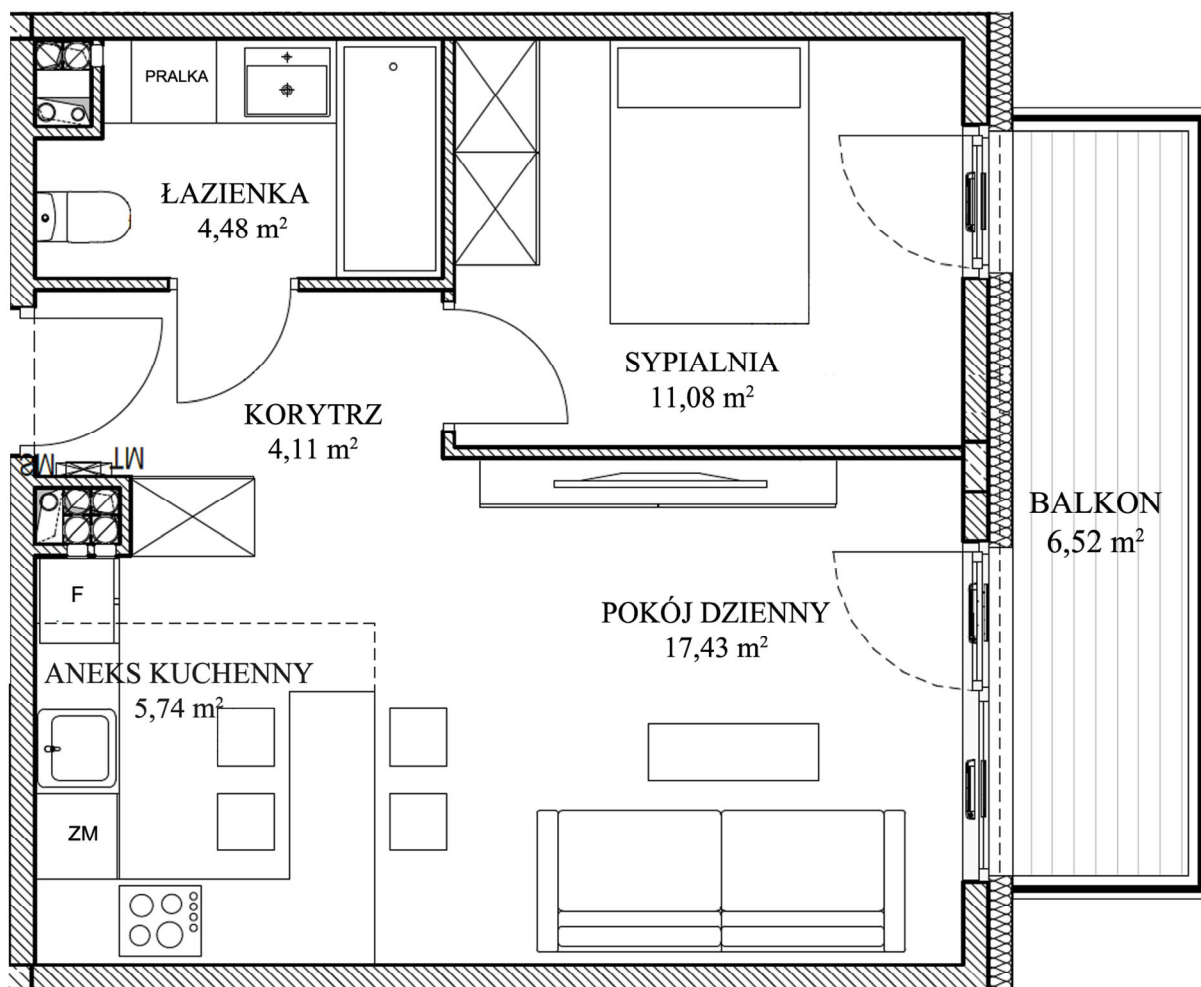 PRALKA
ŁAZIENKA
4,48 m²
SYPIALNIA
11,08 m²
KORYTRZ
4,11 m²
MT
BALKON
6,52 m²
F
POKÓJ DZIENNY
17,43 m²
ANEKS KUCHENNY
5,74 m²
ZM